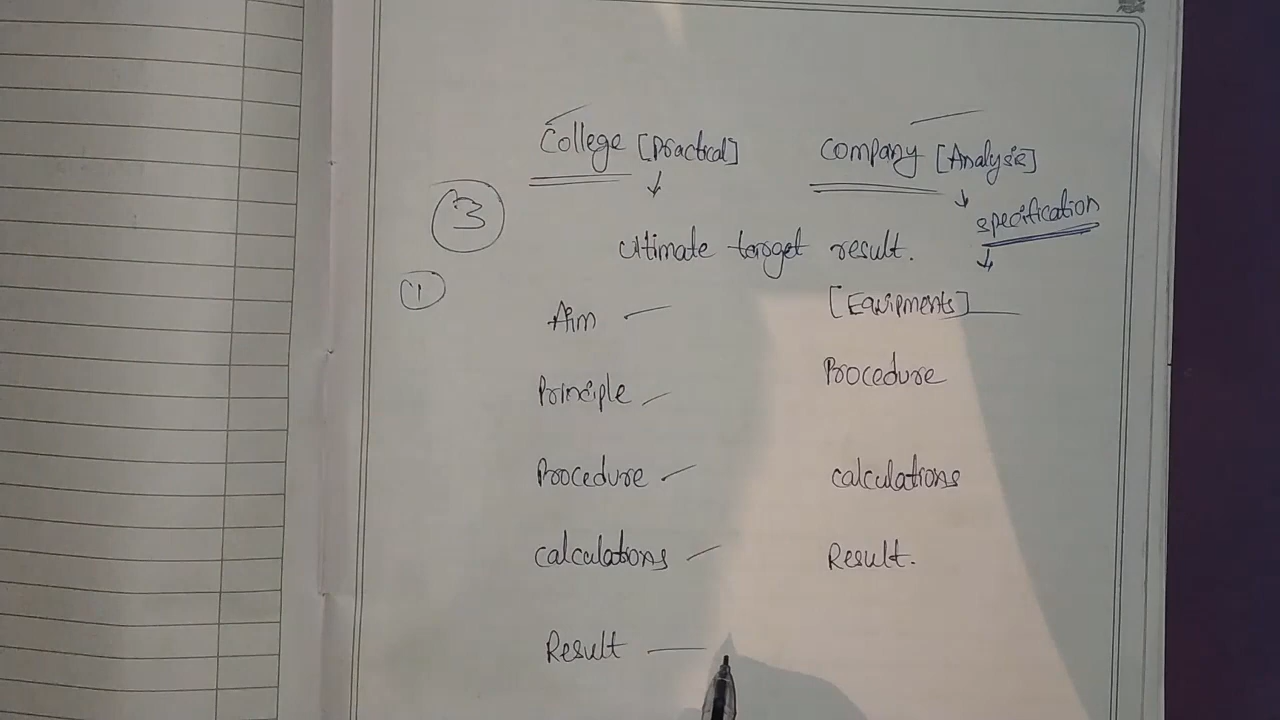 College [Practical] Company [Analysis]
3 specification
Ultimate target result.
1 Aim [Equipments]
Principle Procedure
Procedure calculations
calculations Result.
Result